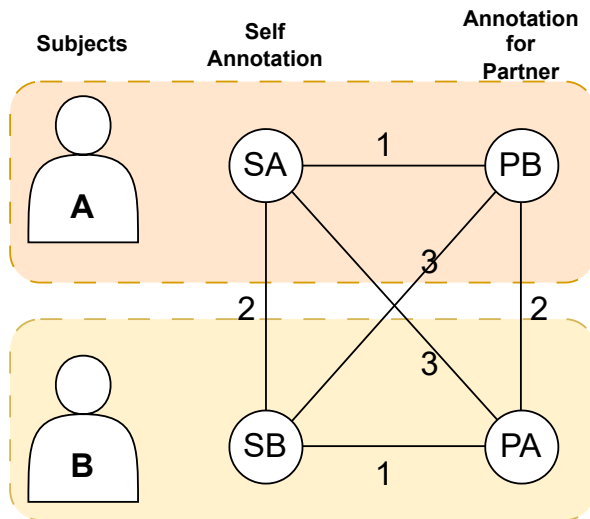 Subjects
Self
Annotation
Annotation
for
Partner
A
SA
1
PB
3
2
2
3
B
SB
1
PA